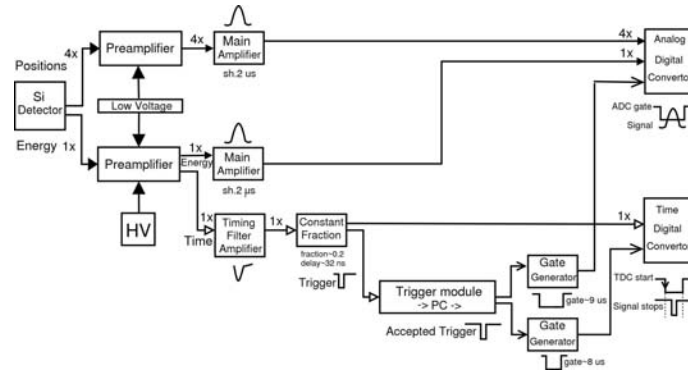 4x
Preamplifier
4x
Main
Amplifier
sh.2 us
4x
1x
Analog
Digital
Convertor
Positions
Si
Detector
Low Voltage
ADC gate
Signal
Energy 1x
Preamplifier
1x
Energy
Main
Amplifier
sh.2 µs
HV
1x
Time
Timing
Filter
Amplifier
1x
Constant
Fraction
fraction~0.2
delay~32 ns
1x
Time
Digital
Convertor
Trigger
Trigger module
-> PC ->
Accepted Trigger
Gate
Generator
gate~9 us
Gate
Generator
gate~8 us
TDC start
Signal stops